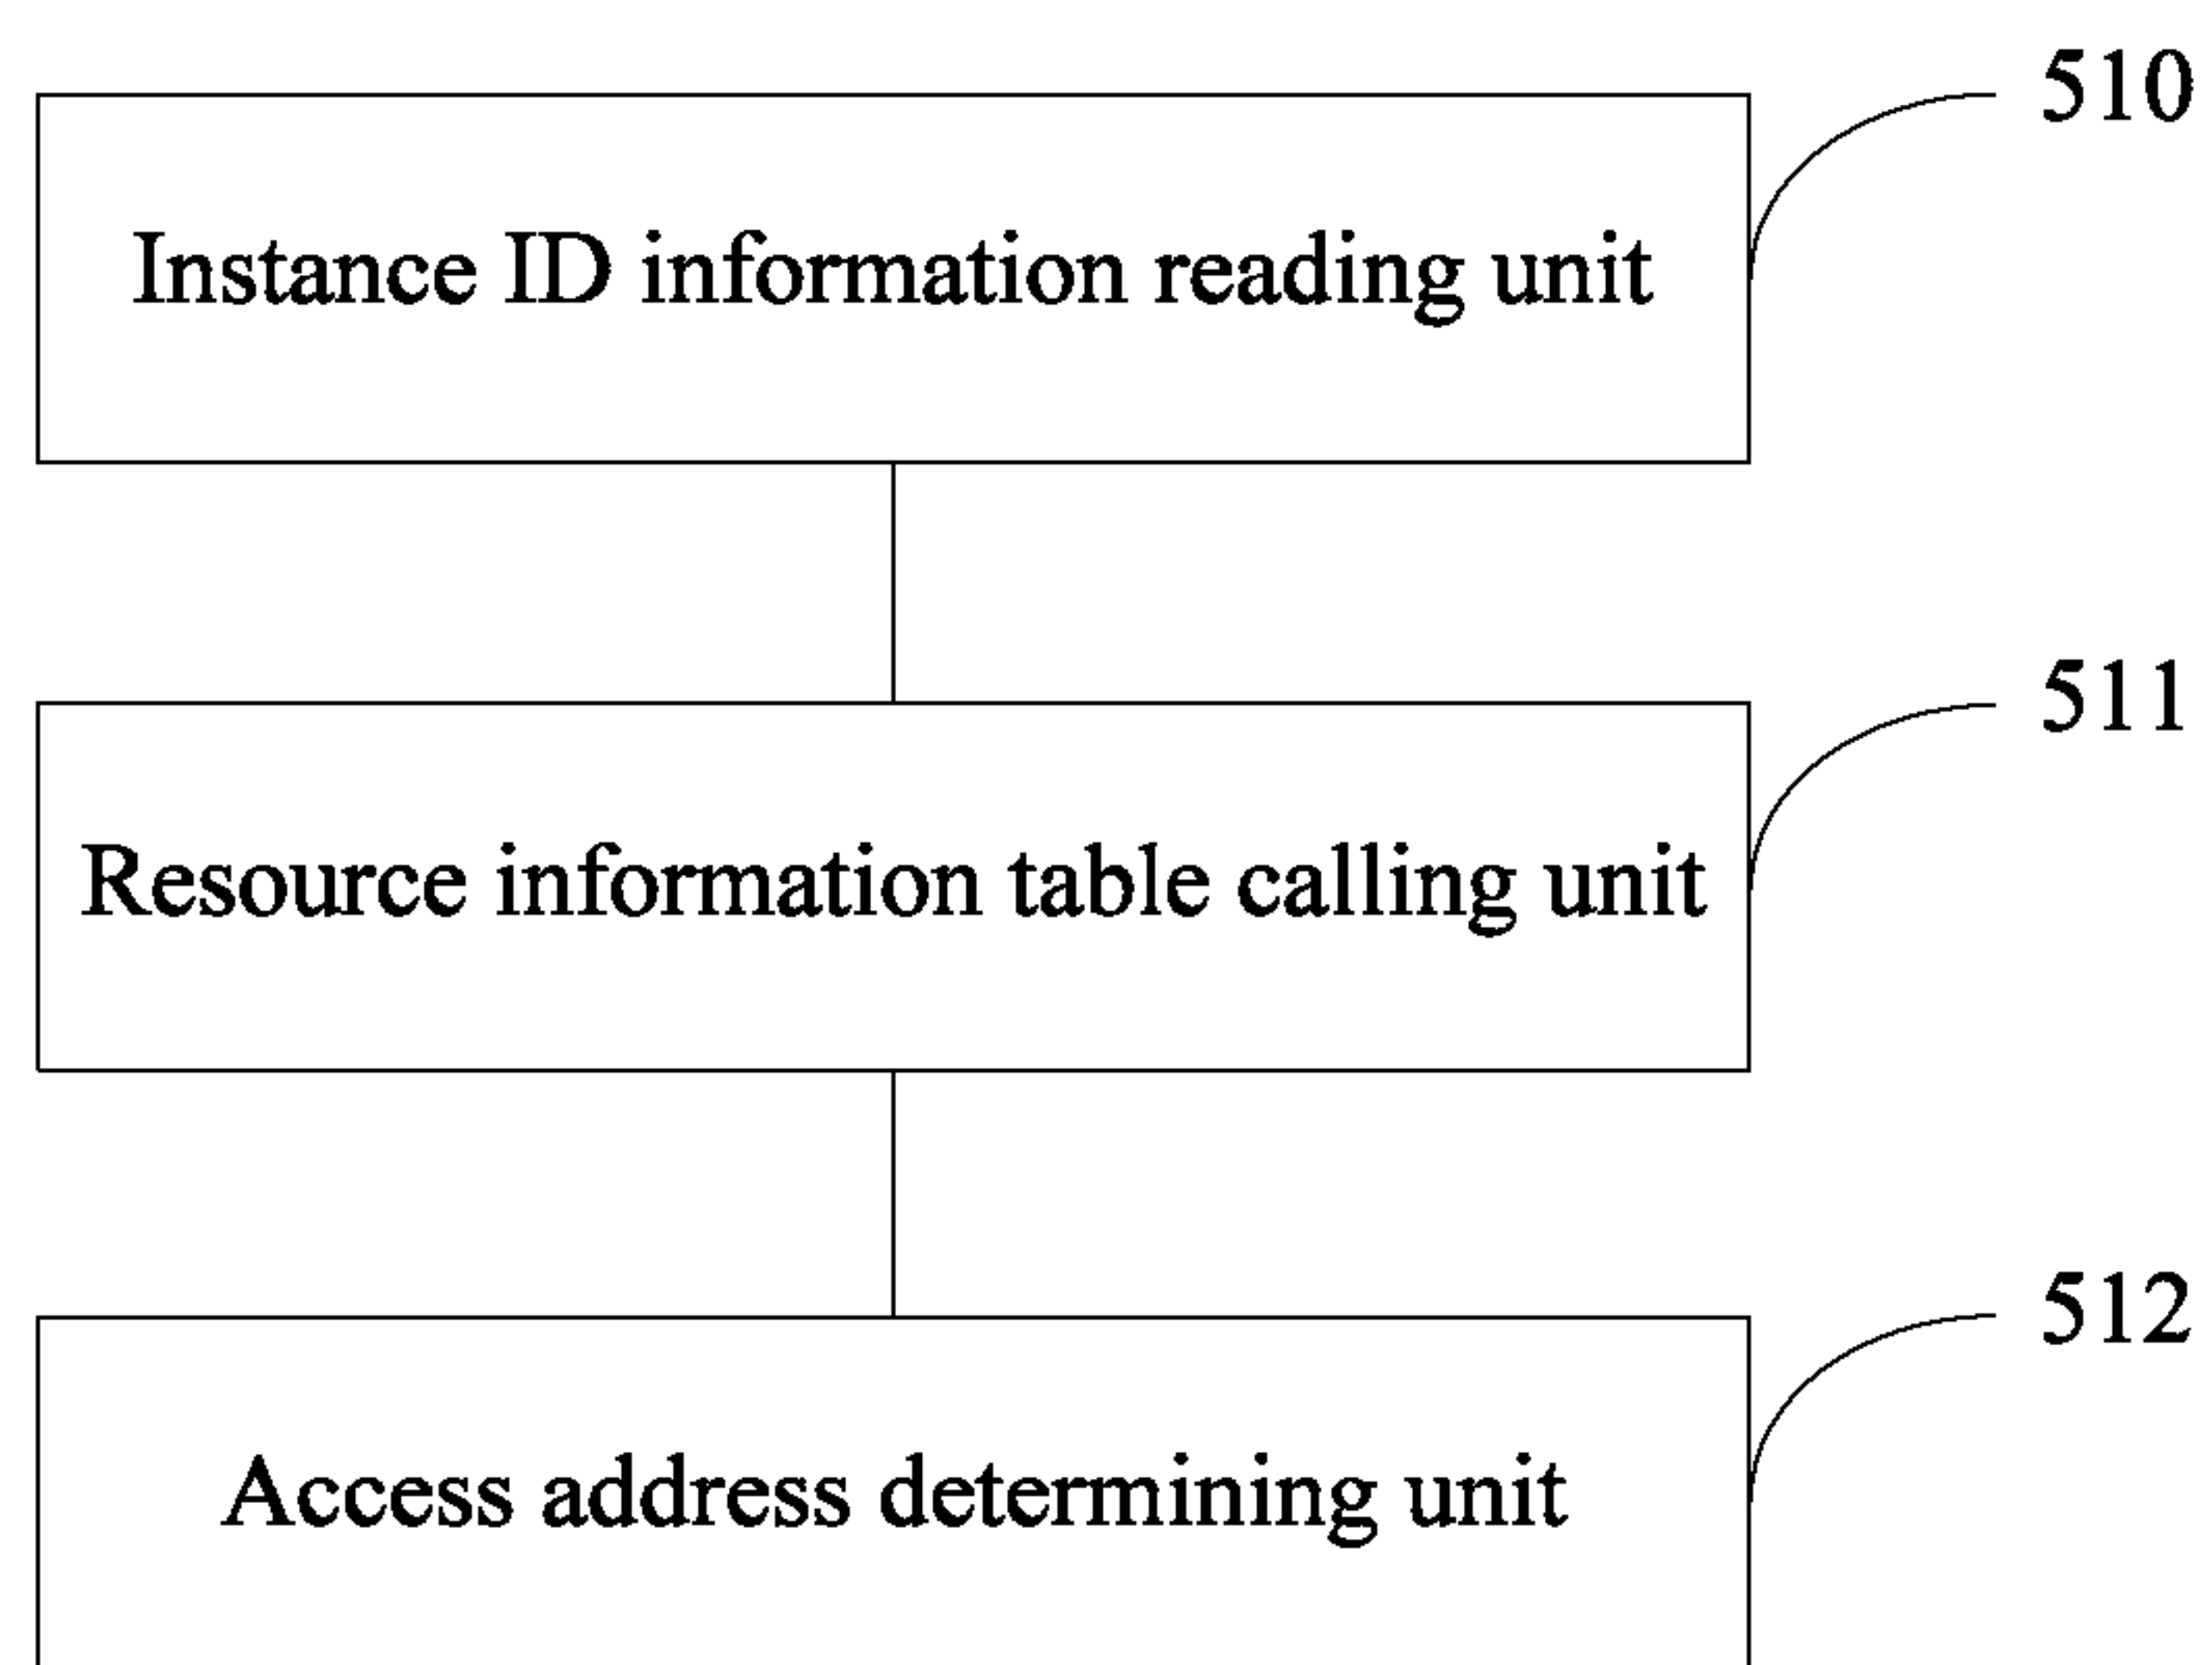 510
Instance ID information reading unit
511
Resource information table calling unit
512
Access address determining unit